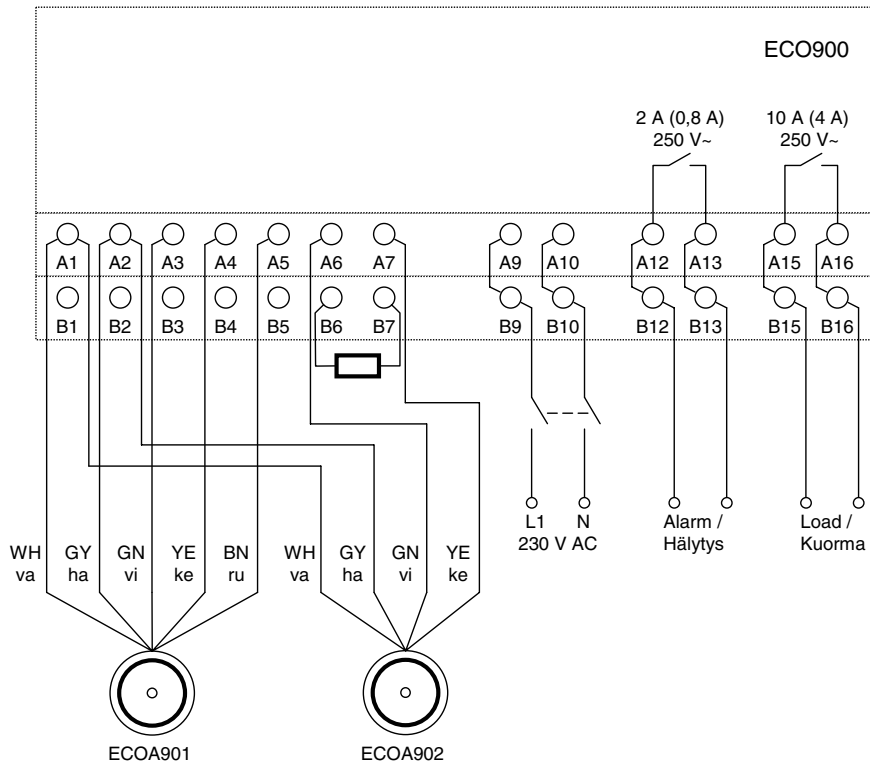 ECO900
2 A (0,8 A)
250 V~
10 A (4 A)
250 V~
A1 A2 A3 A4 A5 A6 A7 A9 A10 A12 A13 A15 A16
B1 B2 B3 B4 B5 B6 B7 B9 B10 B12 B13 B15 B16
L1 N
230 V AC
Alarm /
Hälytys
Load /
Kuorma
WH GY GN YE BN WH GY GN YE
va ha vi ke ru va ha vi ke
ECOA901 ECOA902